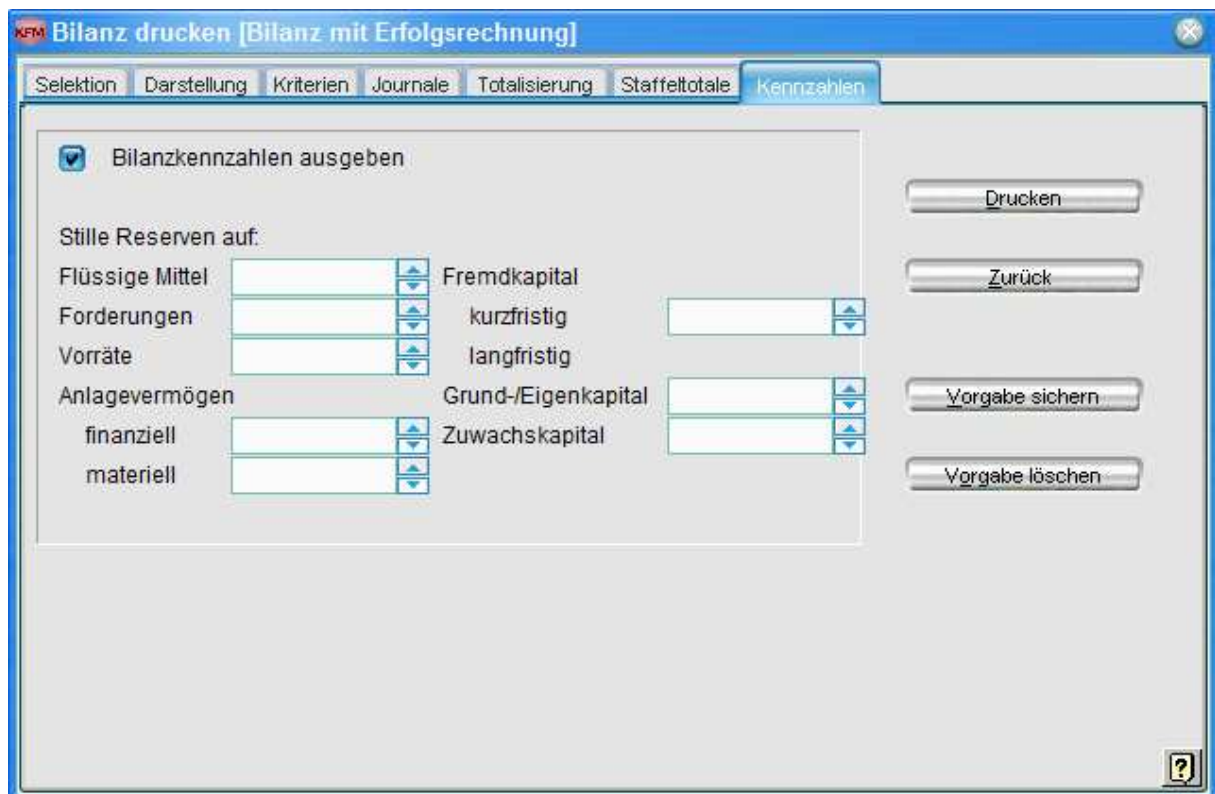 KFM Bilanz drucken [Bilanz mit Erfolgsrechnung]
Selektion Darstellung Kriterien Journale Totalisierung Staffeltotale Kennzahlen
Bilanzkennzahlen ausgeben
Drucken
Stille Reserven auf:
Flüssige Mittel Fremdkapital Zurück
Forderungen kurzfristig
Vorräte langfristig
Anlagevermögen Grund-/Eigenkapital Vorgabe sichern
finanziell Zuwachskapital
materiell Vorgabe löschen
?